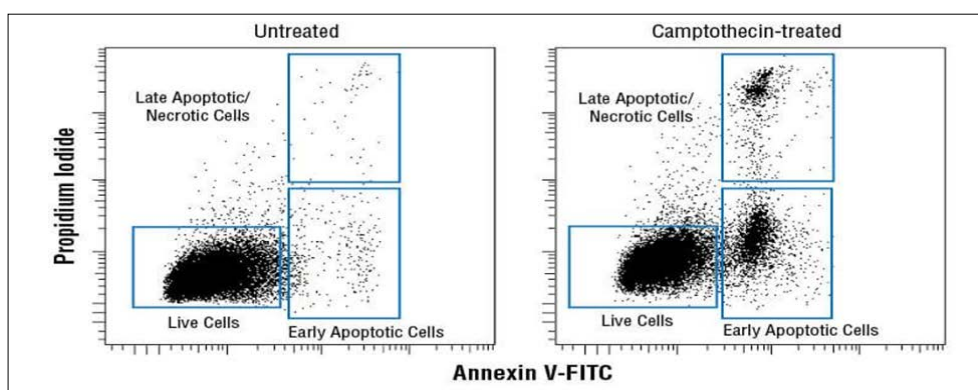 Untreated
Camptothecin-treated
Late Apoptotic/
Necrotic Cells
Late Apoptotic/
Necrotic Cells
Propidium Iodide
Live Cells
Early Apoptotic Cells
Live Cells
Early Apoptotic Cells
Annexin V-FITC